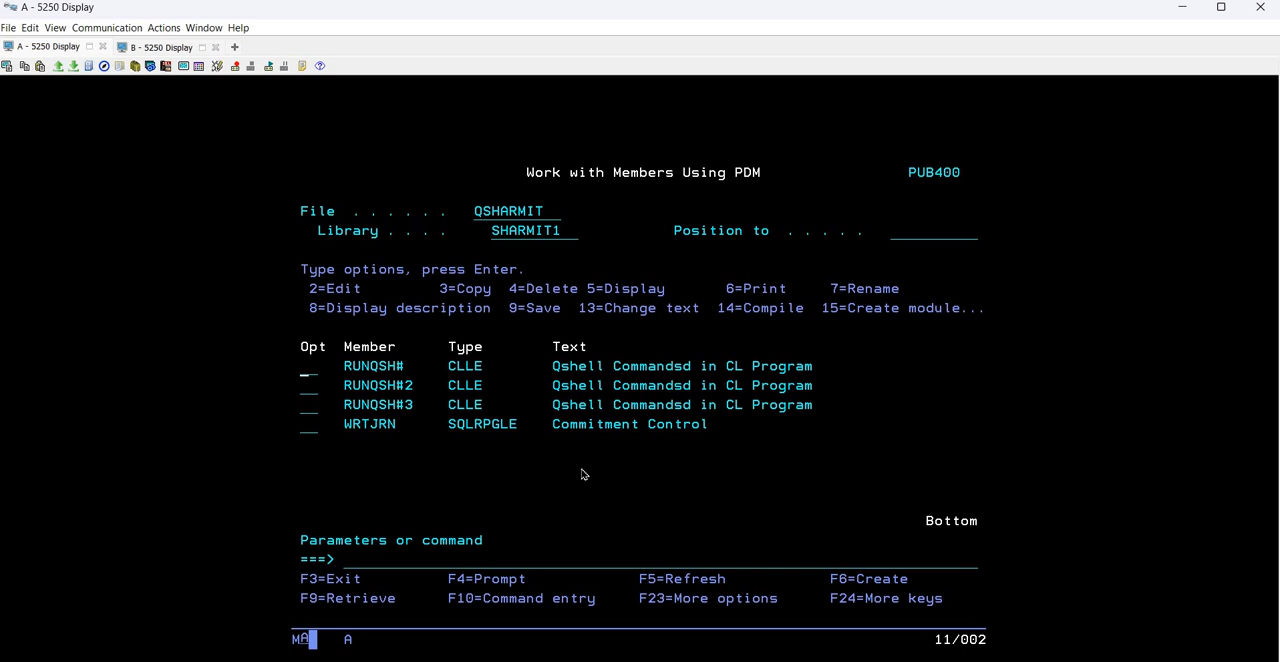 A - 5250 Display
File Edit View Communication Actions Window Help
A - 5250 Display B - 5250 Display
Work with Members Using PDM PUB400
File . . . . . . QSHARMIT
Library . . . . SHARMIT1 Position to . . . . .
Type options, press Enter.
2=Edit 3=Copy 4=Delete 5=Display 6=Print 7=Rename
8=Display description 9=Save 13=Change text 14=Compile 15=Create module...
Opt Member Type Text
RUNQSH# CLLE Qshell Commandsd in CL Program
RUNQSH#2 CLLE Qshell Commandsd in CL Program
RUNQSH#3 CLLE Qshell Commandsd in CL Program
WRTJRN SQLRPGLE Commitment Control
Bottom
Parameters or command
===>
F3=Exit F4=Prompt F5=Refresh F6=Create
F9=Retrieve F10=Command entry F23=More options F24=More keys
MA A 11/002